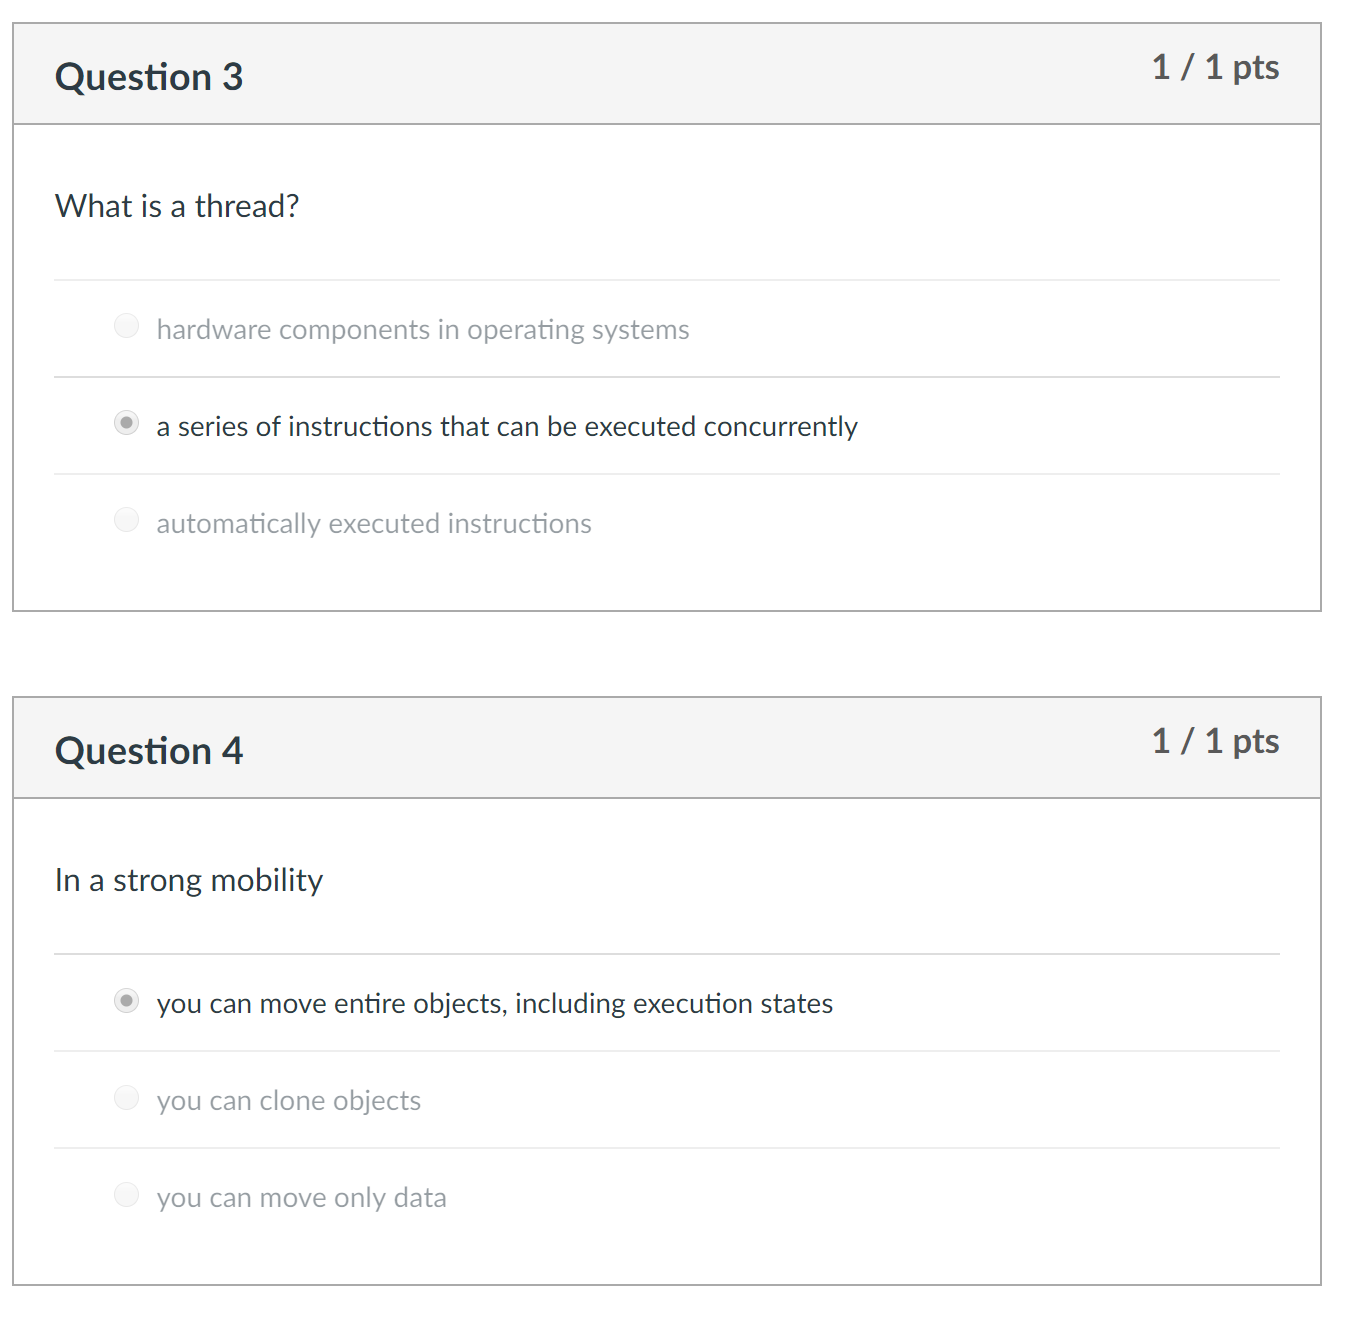 Question 3
1 / 1 pts
What is a thread?
hardware components in operating systems
a series of instructions that can be executed concurrently
automatically executed instructions
Question 4
1 / 1 pts
In a strong mobility
you can move entire objects, including execution states
you can clone objects
you can move only data